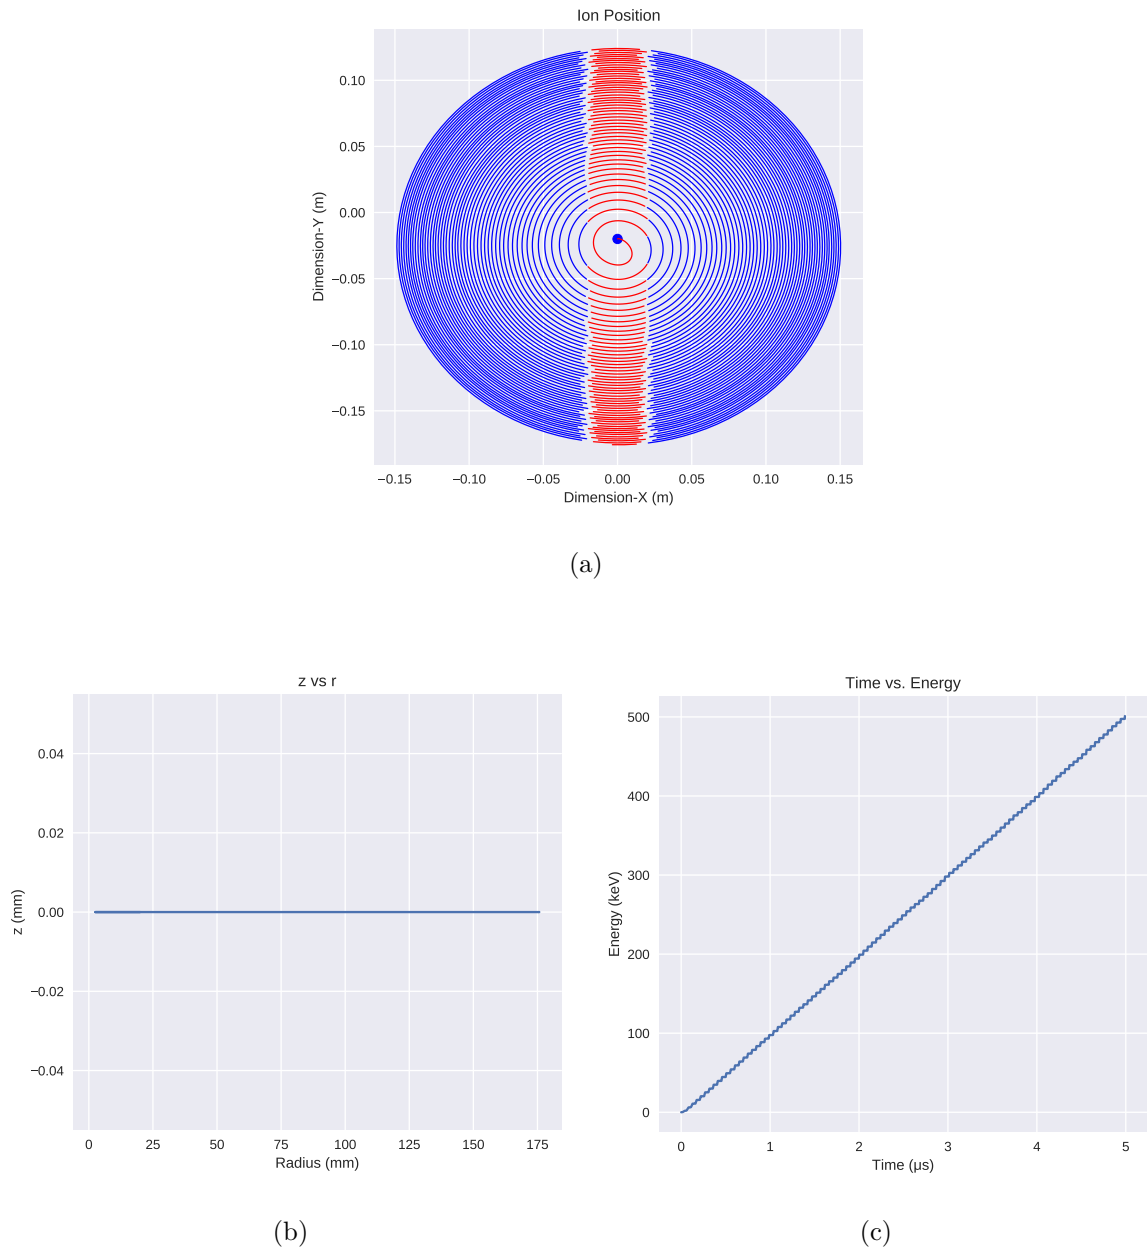 Ion Position
0.10
0.05
0.00
−0.05
−0.10
−0.15
Dimension-Y (m)
−0.15 −0.10 −0.05 0.00 0.05 0.10 0.15
Dimension-X (m)
(a)
z vs r
0.04
0.02
0.00
−0.02
−0.04
z (mm)
0 25 50 75 100 125 150 175
Radius (mm)
(b)
Time vs. Energy
500
400
300
200
100
0
Energy (keV)
0 1 2 3 4 5
Time (μs)
(c)